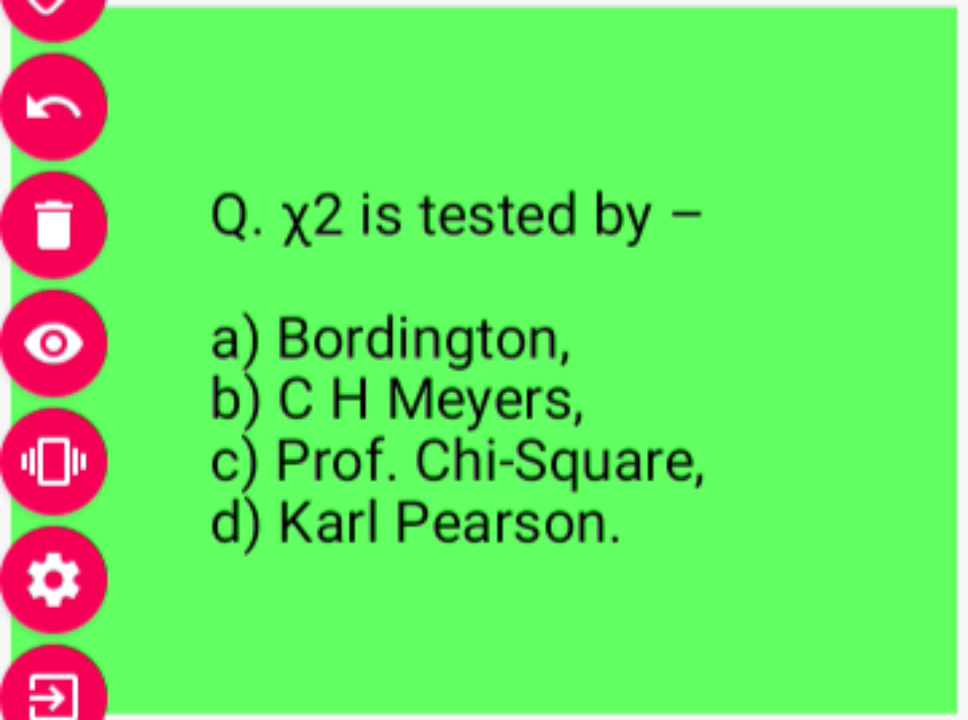 Q. χ2 is tested by –
a) Bordington,
b) C H Meyers,
c) Prof. Chi-Square,
d) Karl Pearson.